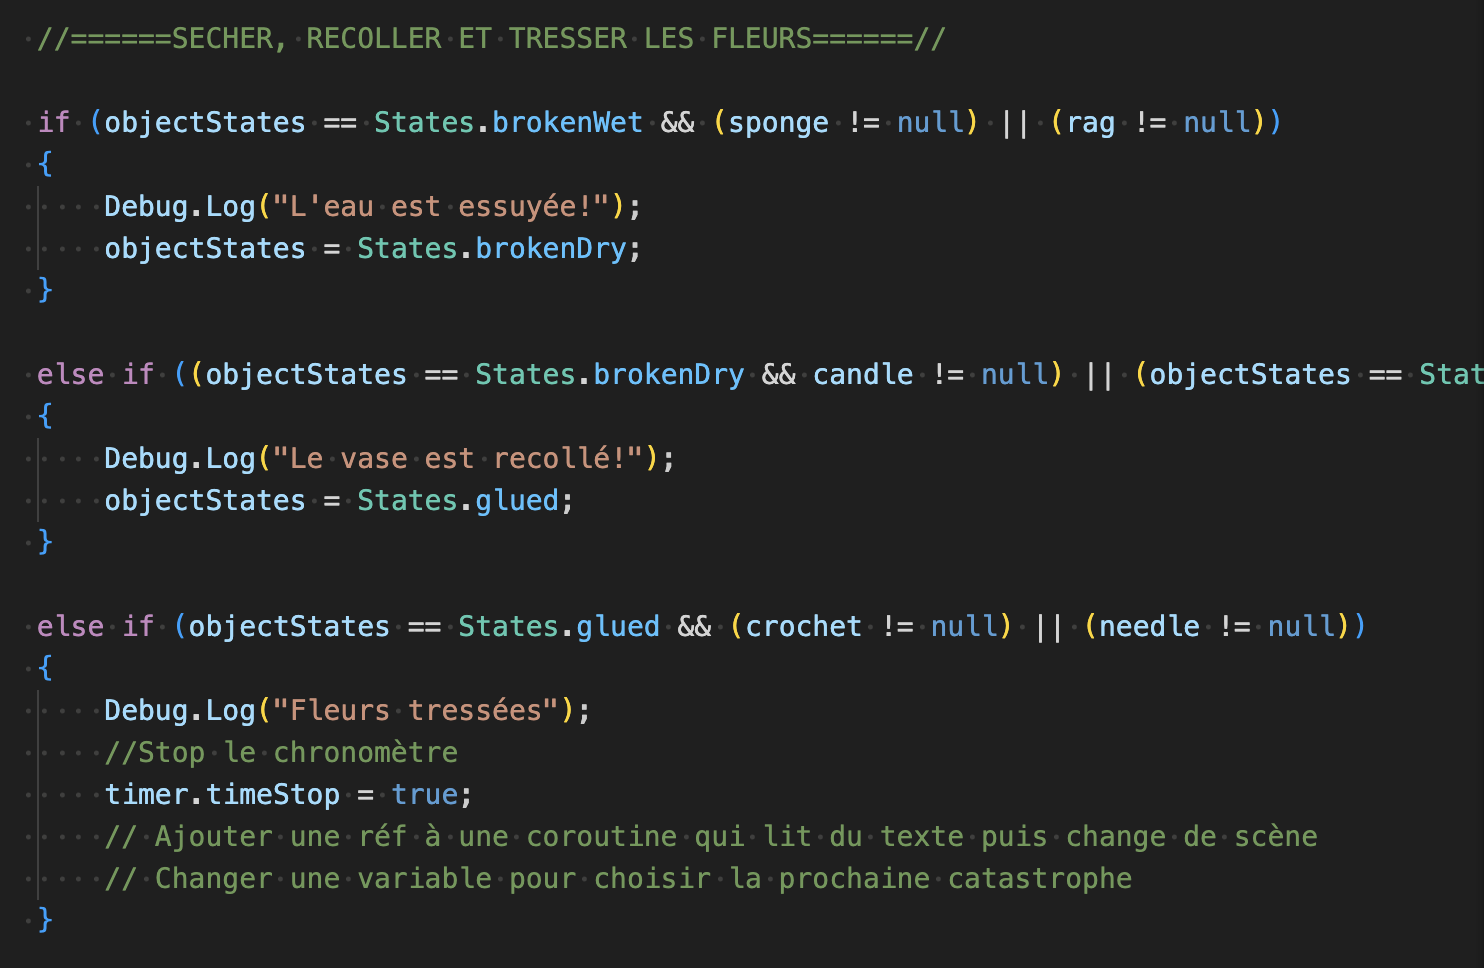 //======SECHER, RECOLLER ET TRESSER LES FLEURS======//
if (objectStates == States.brokenWet && (sponge != null) || (rag != null))
{
Debug.Log("L'eau est essuyée!");
objectStates = States.brokenDry;
}
else if ((objectStates == States.brokenDry && candle != null) || (objectStates == Stat
{
Debug.Log("Le vase est recollé!");
objectStates = States.glued;
}
else if (objectStates == States.glued && (crochet != null) || (needle != null))
{
Debug.Log("Fleurs tressées");
//Stop le chronomètre
timer.timeStop = true;
// Ajouter une réf à une coroutine qui lit du texte puis change de scène
// Changer une variable pour choisir la prochaine catastrophe
}